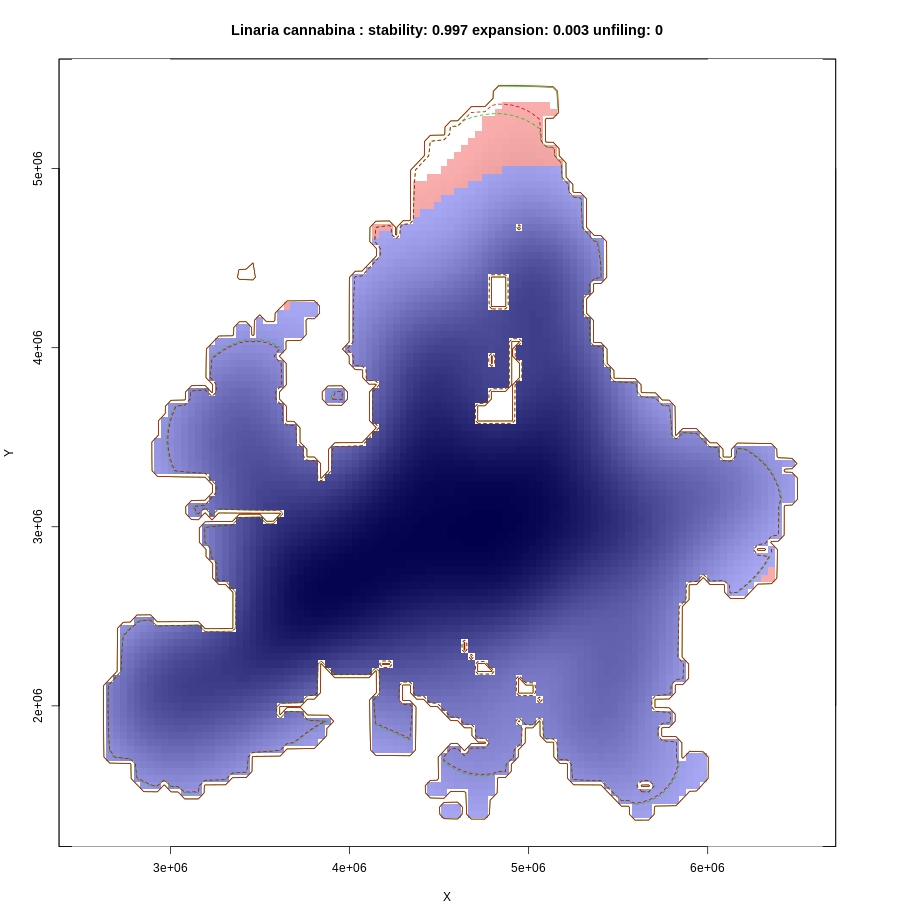 Linaria cannabina : stability: 0.997 expansion: 0.003 unfiling: 0
5e+06
4e+06
Y
3e+06
2e+06
3e+06 4e+06 5e+06 6e+06
X